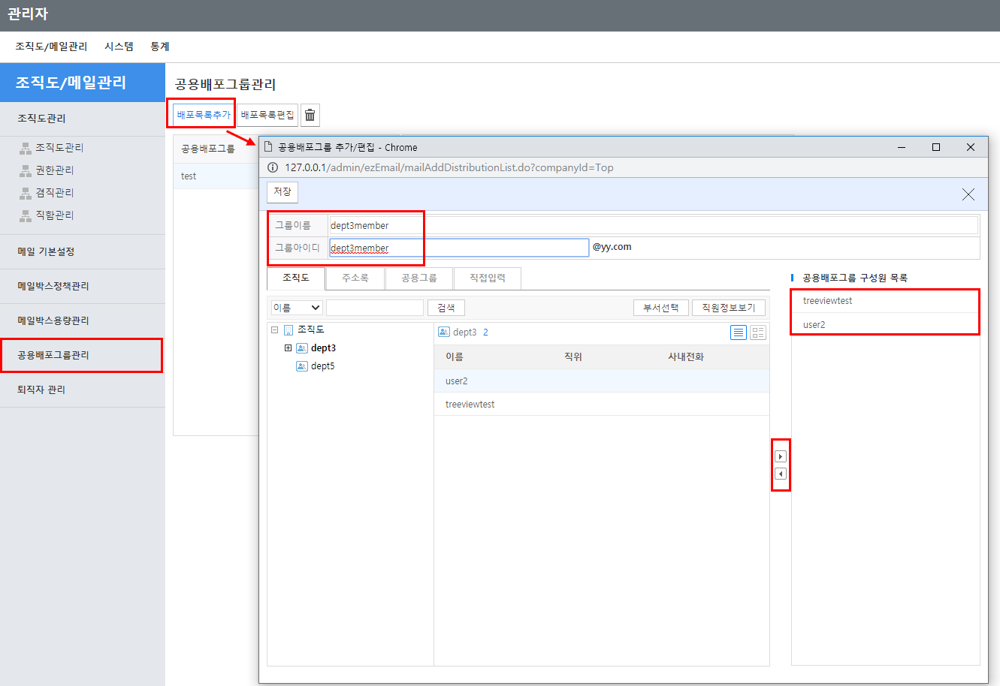 관리자
조직도/메일관리 시스템 통계
조직도/메일관리
조직도관리
조직도관리
권한관리
겸직관리
직함관리
메일 기본설정
메일박스정책관리
메일박스용량관리
공용배포그룹관리
퇴직자 관리
공용배포그룹관리
배포목록추가 배포목록편집
공용배포그룹
test
공용배포그룹 추가/편집 - Chrome
127.0.0.1/admin/ezEmail/mailAddDistributionList.do?companyId=Top
저장
그룹이름 dept3member
그룹아이디 dept3member @yy.com
조직도 주소록 공용그룹 직접입력
이름 검색 부서선택 직원정보보기
조직도
dept3
dept5
dept3 2
이름 직위 사내전화
user2
treeviewtest
공용배포그룹 구성원 목록
treeviewtest
user2